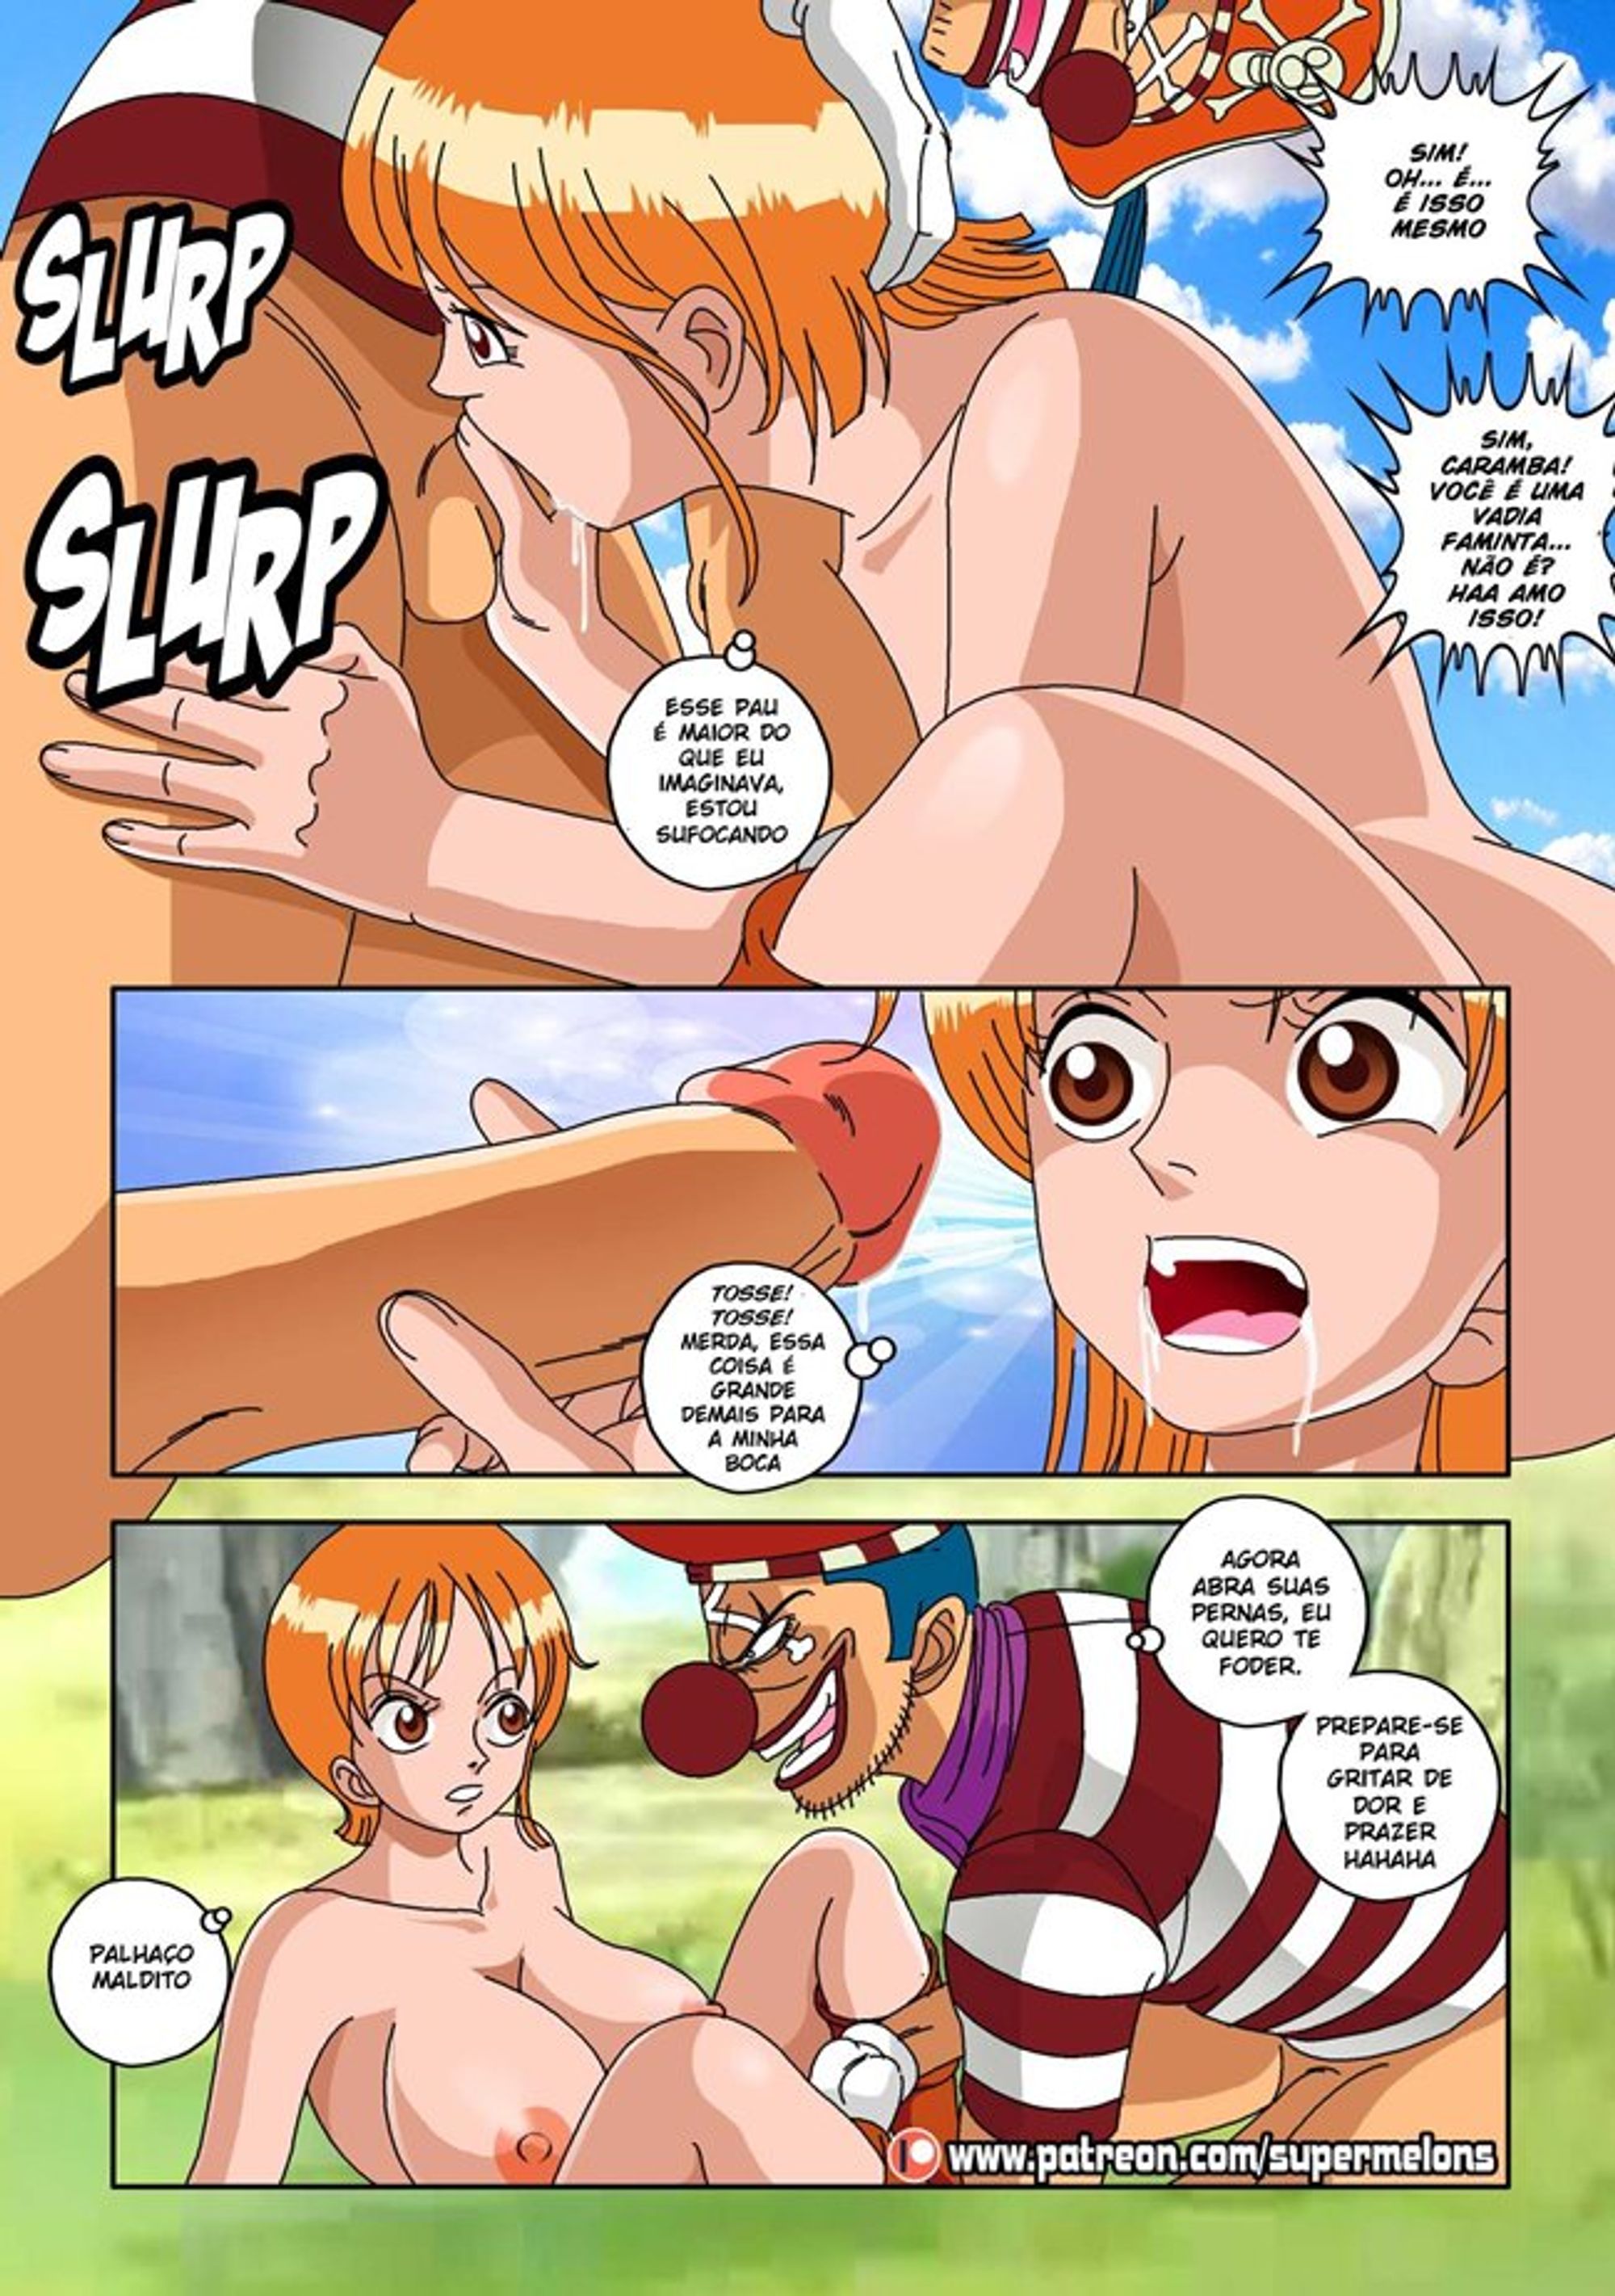 SIM!
OH... É...
É ISSO
MESMO
SLURP
SIM,
CARAMBA!
VOCÊ É UMA
VADIA
FAMINTA...
NÃO É?
HAA AMO
ISSO!
SLURP
ESSE PAU
É MAIOR DO
QUE EU
IMAGINAVA,
ESTOU
SUFOCANDO
TOSSE!
TOSSE!
MERDA, ESSA
COISA É
GRANDE
DEMAIS PARA
A MINHA
BOCA
AGORA
ABRA SUAS
PERNAS, EU
QUERO TE
FODER.
PREPARE-SE
PARA
GRITAR DE
DOR E
PRAZER
HAHAHA
PALHAÇO
MALDITO
www.patreon.com/supermelons